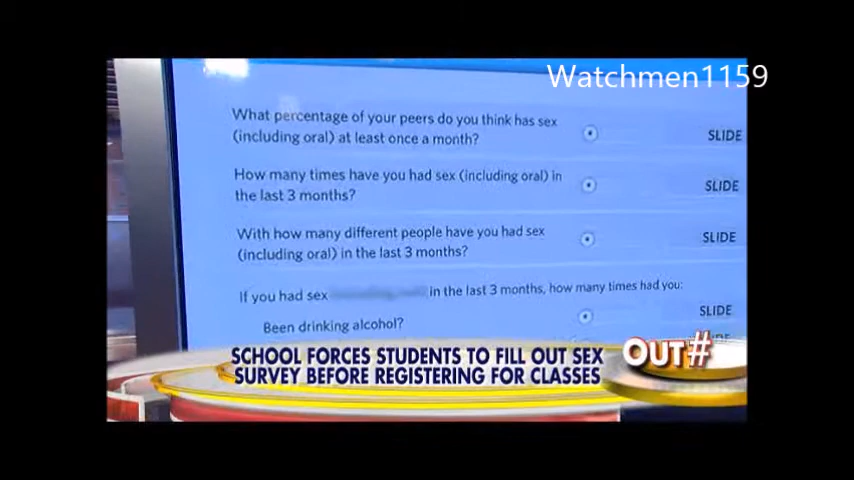 Watchmen1159
What percentage of your peers do you think has sex
(including oral) at least once a month?
SLIDE
How many times have you had sex (including oral) in
the last 3 months?
SLIDE
With how many different people have you had sex
(including oral) in the last 3 months?
SLIDE
If you had sex in the last 3 months, how many times had you:
Been drinking alcohol?
SLIDE
SCHOOL FORCES STUDENTS TO FILL OUT SEX
SURVEY BEFORE REGISTERING FOR CLASSES
OUT#